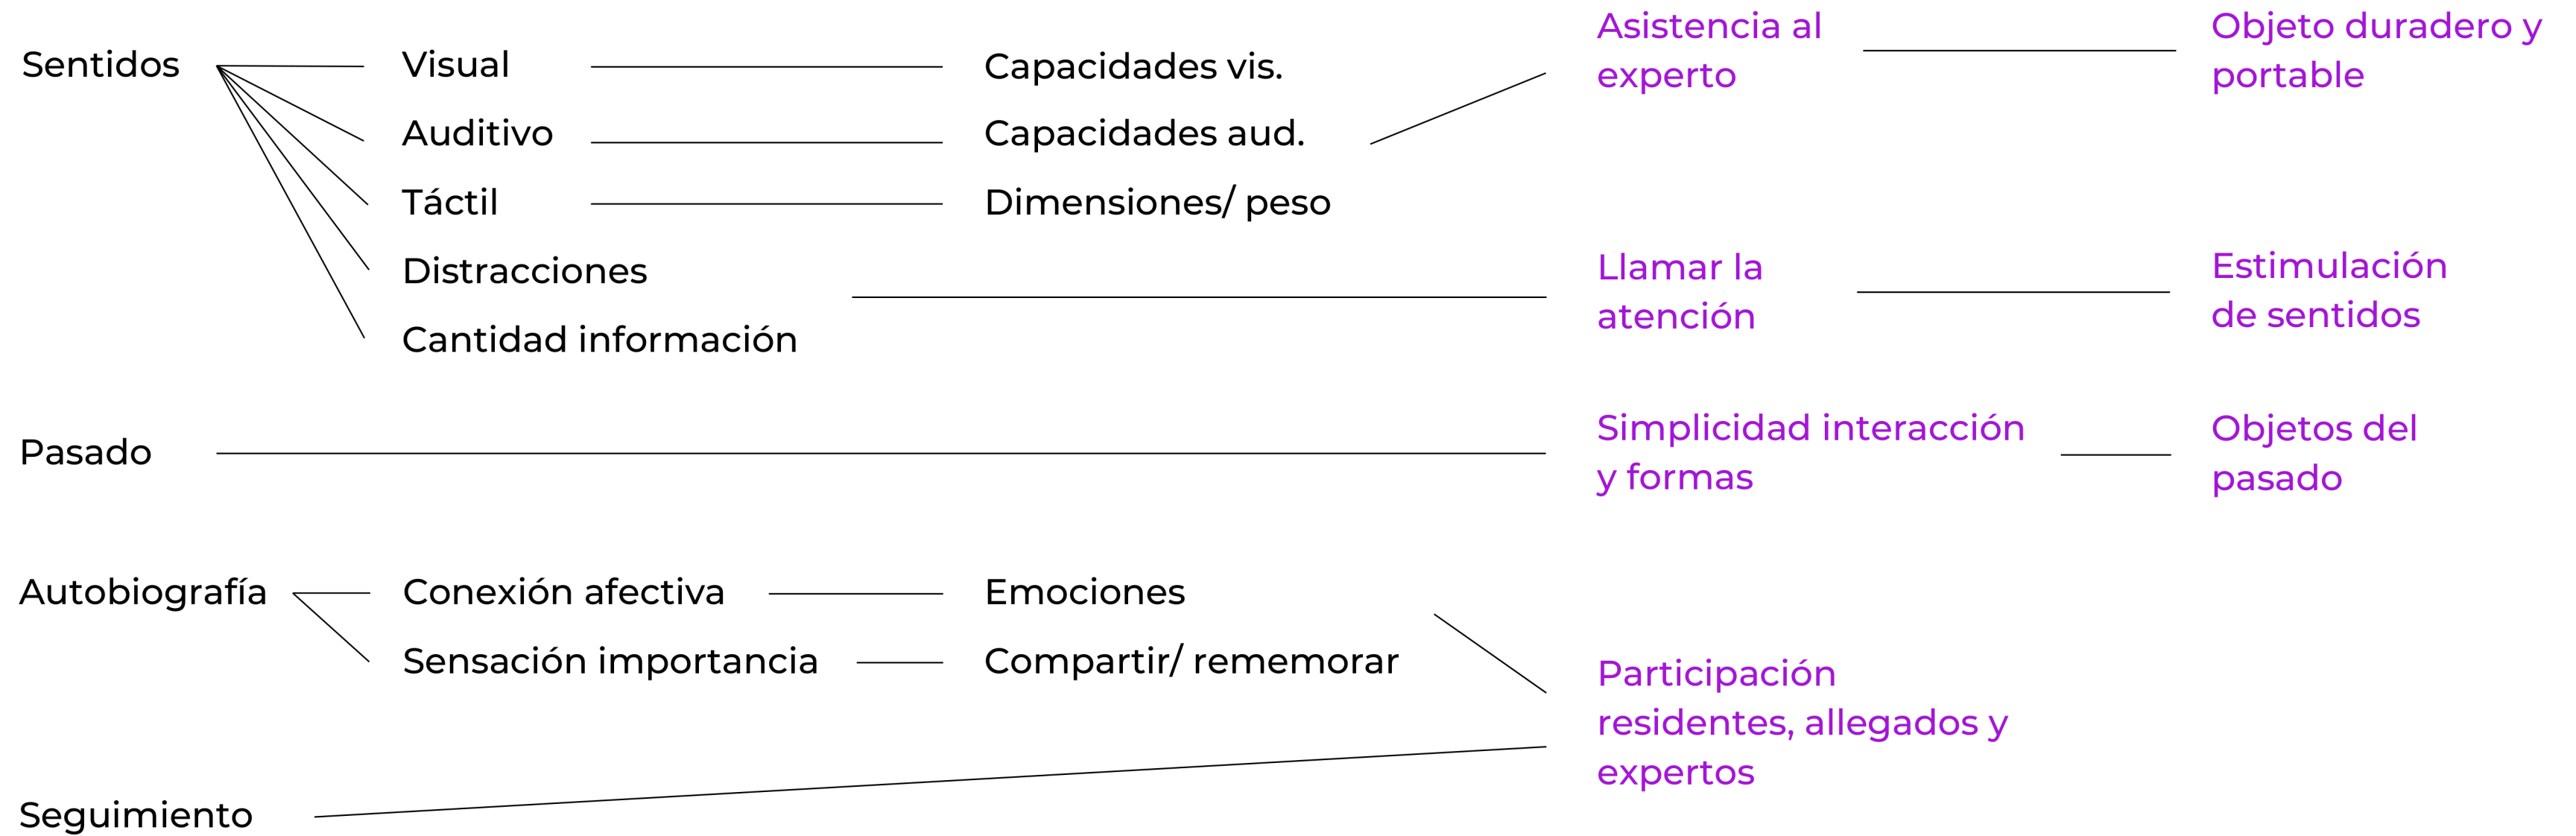 Sentidos
Visual
Capacidades vis.
Asistencia al
experto
Objeto duradero y
portable
Auditivo
Capacidades aud.
Táctil
Dimensiones/ peso
Distracciones
Cantidad información
Llamar la
atención
Estimulación
de sentidos
Pasado
Simplicidad interacción
y formas
Objetos del
pasado
Autobiografía
Conexión afectiva
Emociones
Sensación importancia
Compartir/ rememorar
Participación
residentes, allegados y
expertos
Seguimiento